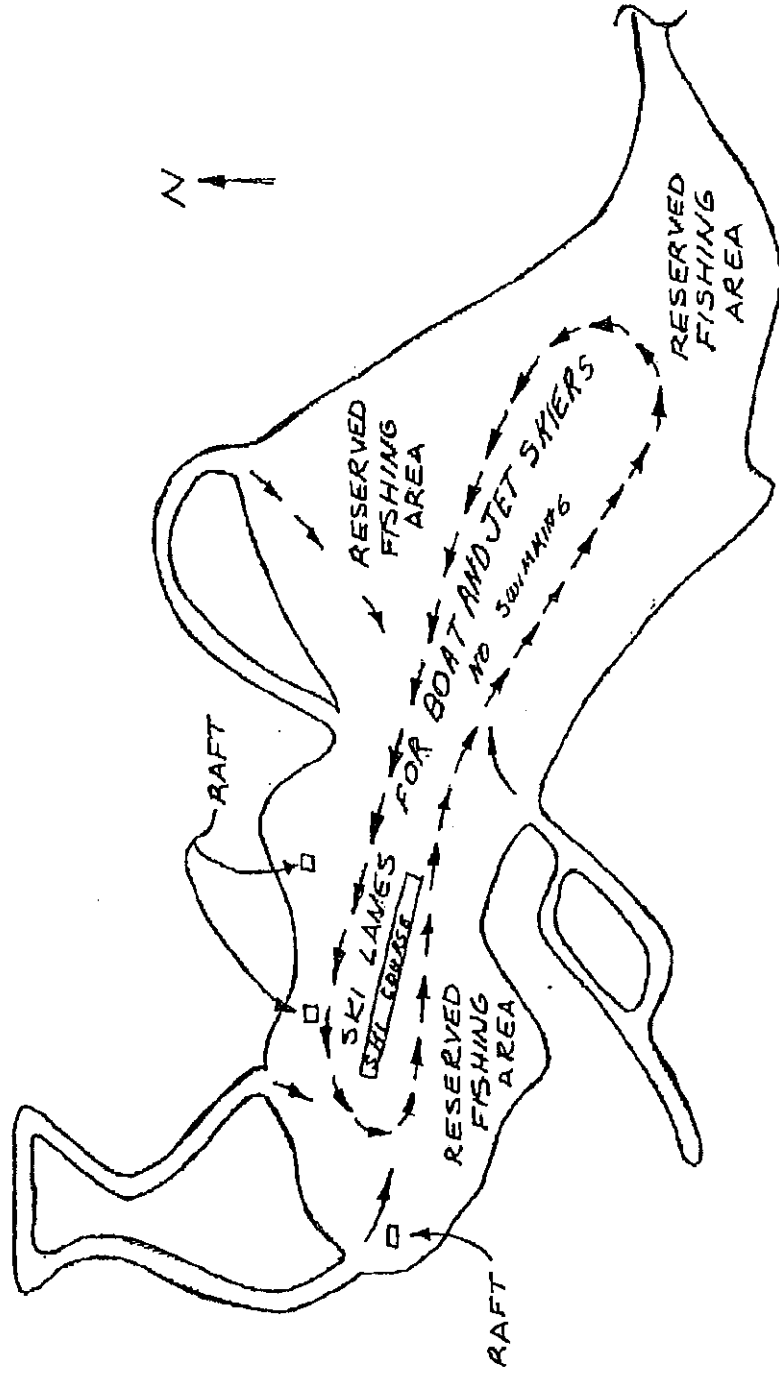 N
RAFT
RESERVED
FISHING
AREA
SKI LANES FOR BOAT AND JET SKIERS
SKI COURSE
NO SWIMMING
RESERVED
FISHING
AREA
RAFT
RESERVED
FISHING
AREA